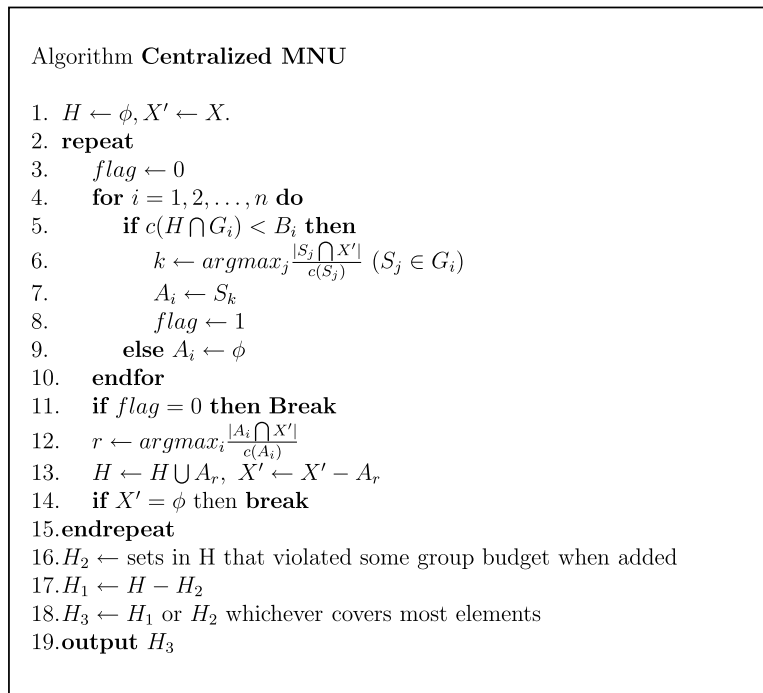 Algorithm Centralized MNU
1. H ← ϕ, X′ ← X.
2. repeat
3. flag ← 0
4. for i = 1, 2, . . . , n do
5. if c(H ⋂ G_i) < B_i then
6. k ← argmax_j |S_j ⋂ X′| / c(S_j) (S_j ∈ G_i)
7. A_i ← S_k
8. flag ← 1
9. else A_i ← ϕ
10. endfor
11. if flag = 0 then Break
12. r ← argmax_i |A_i ⋂ X′| / c(A_i)
13. H ← H ⋃ A_r, X′ ← X′ − A_r
14. if X′ = ϕ then break
15.endrepeat
16.H_2 ← sets in H that violated some group budget when added
17.H_1 ← H − H_2
18.H_3 ← H_1 or H_2 whichever covers most elements
19.output H_3